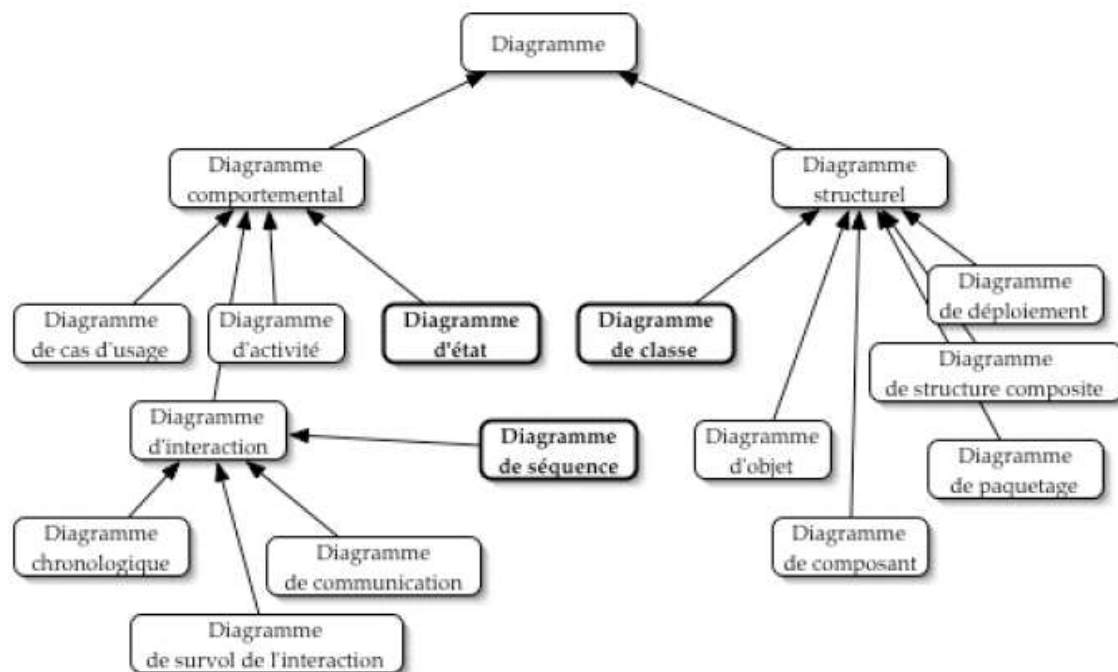 Diagramme
Diagramme
comportemental
Diagramme
structurel
Diagramme
de cas d'usage
Diagramme
d'activité
Diagramme
d'état
Diagramme
de classe
Diagramme
de déploiement
Diagramme
de structure composite
Diagramme
d'interaction
Diagramme
de séquence
Diagramme
d'objet
Diagramme
de paquetage
Diagramme
chronologique
Diagramme
de communication
Diagramme
de composant
Diagramme
de survol de l'interaction